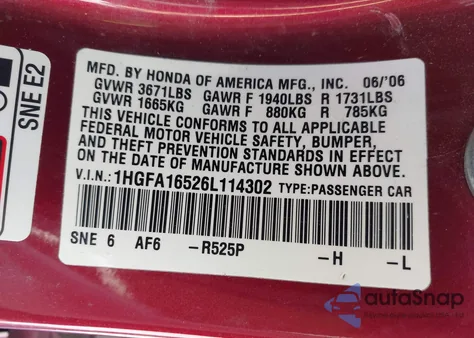 SNE E2
MFD. BY HONDA OF AMERICA MFG., INC. 06/'06
GVWR 3671LBS GAWR F 1940LBS R 1731LBS
GVWR 1665KG GAWR F 880KG R 785KG
THIS VEHICLE CONFORMS TO ALL APPLICABLE
FEDERAL MOTOR VEHICLE SAFETY, BUMPER,
AND THEFT PREVENTION STANDARDS IN EFFECT
ON THE DATE OF MANUFACTURE SHOWN ABOVE.
V.I.N.: 1HGFA16526L114302 TYPE:PASSENGER CAR
SNE 6 AF6 -R525P -H -L
autaSnap